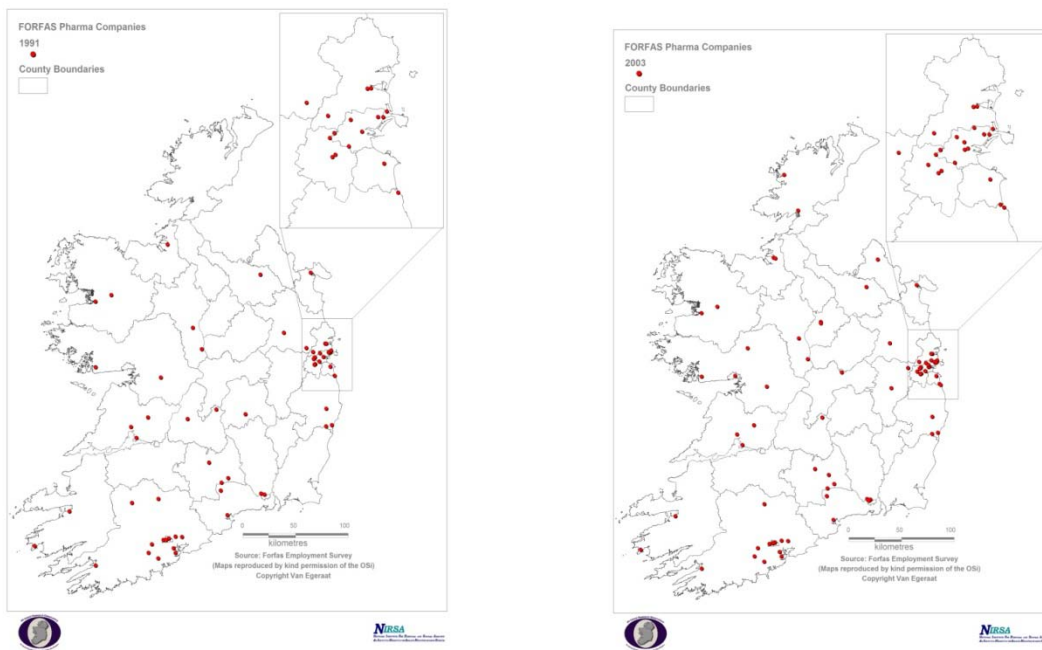 FORFAS Pharma Companies
1991
County Boundaries
0 50 100
kilometres
Source: Forfas Employment Survey
(Maps reproduced by kind permission of the OSi)
Copyright Van Egeraat
NIRSA
FORFAS Pharma Companies
2003
County Boundaries
0 50 100
kilometres
Source: Forfas Employment Survey
(Maps reproduced by kind permission of the OSi)
Copyright Van Egeraat
NIRSA